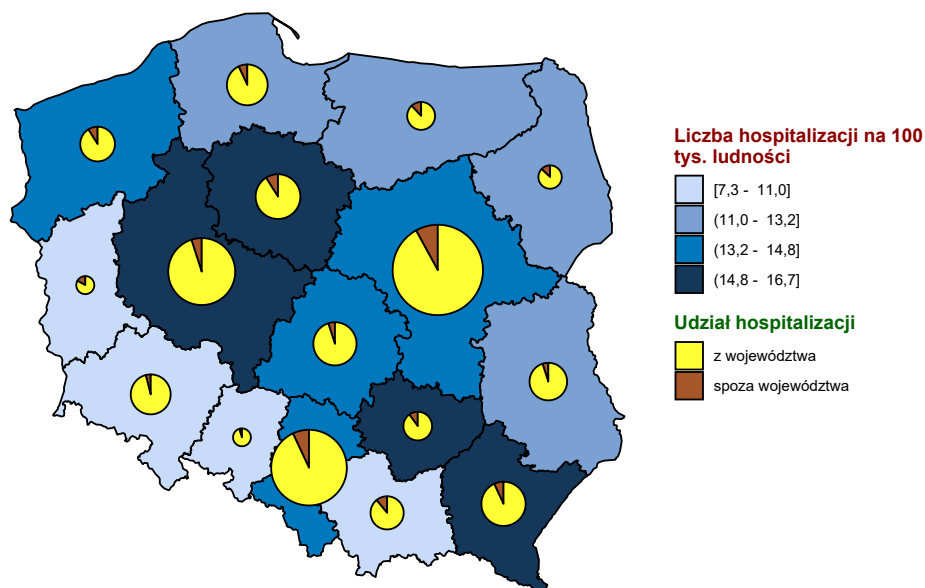 Liczba hospitalizacji na 100
tys. ludności
[7,3 - 11,0]
(11,0 - 13,2]
(13,2 - 14,8]
(14,8 - 16,7]
Udział hospitalizacji
z województwa
spoza województwa